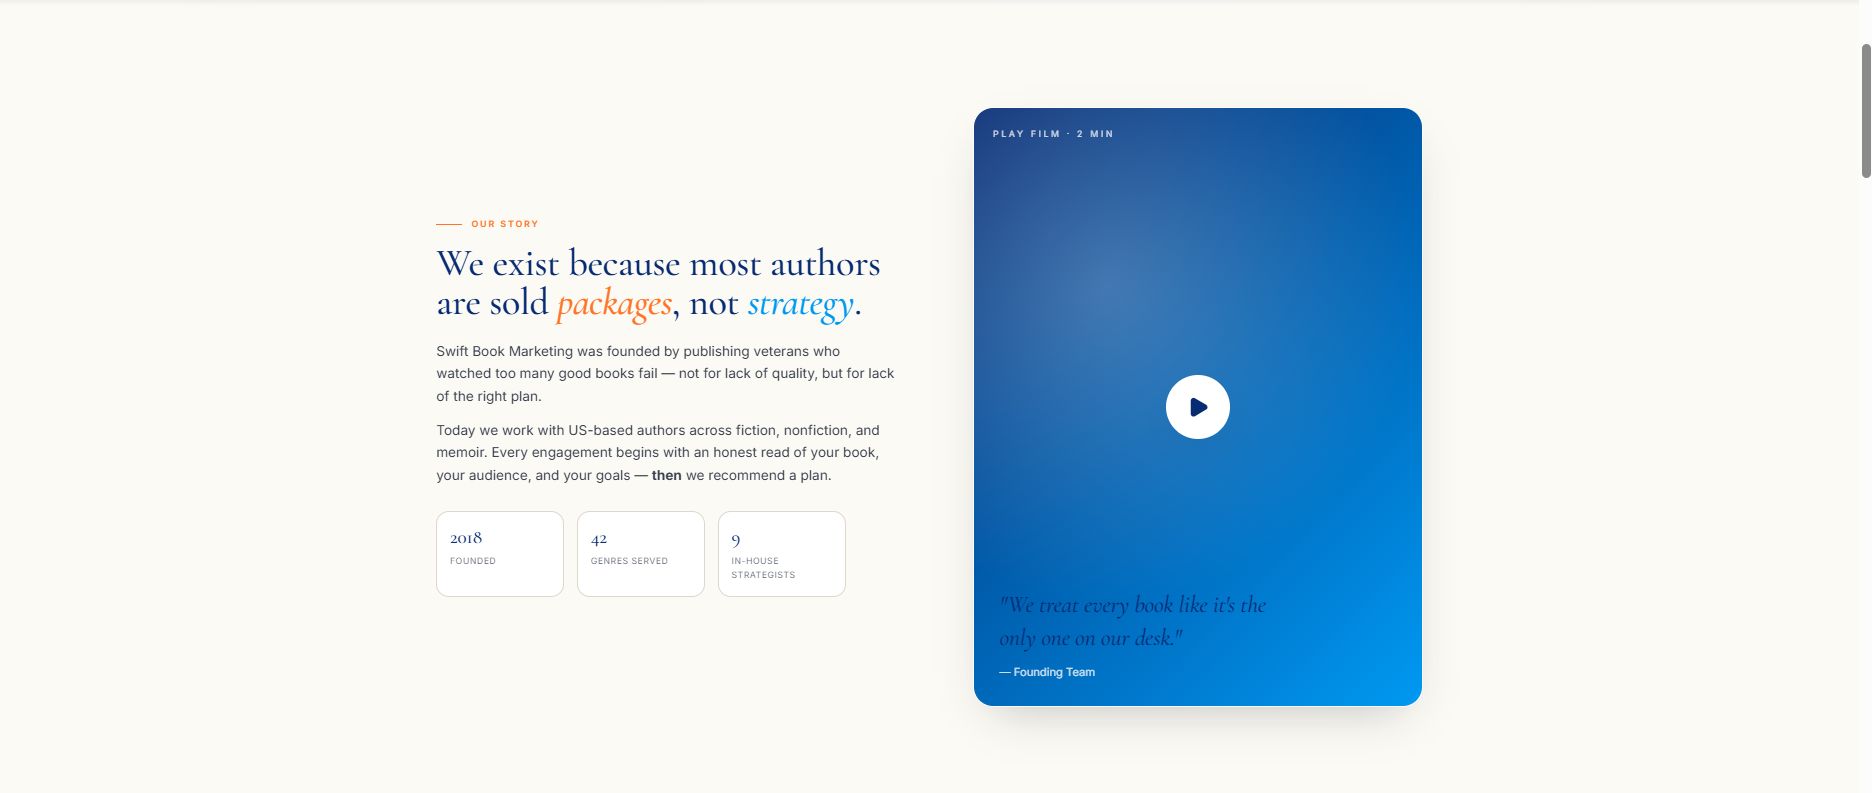 OUR STORY
We exist because most authors
are sold packages, not strategy.
Swift Book Marketing was founded by publishing veterans who
watched too many good books fail — not for lack of quality, but for lack
of the right plan.
Today we work with US-based authors across fiction, nonfiction, and
memoir. Every engagement begins with an honest read of your book,
your audience, and your goals — then we recommend a plan.
2018
FOUNDED
42
GENRES SERVED
9
IN-HOUSE
STRATEGISTS
PLAY FILM · 2 MIN
"We treat every book like it's the
only one on our desk."
— Founding Team